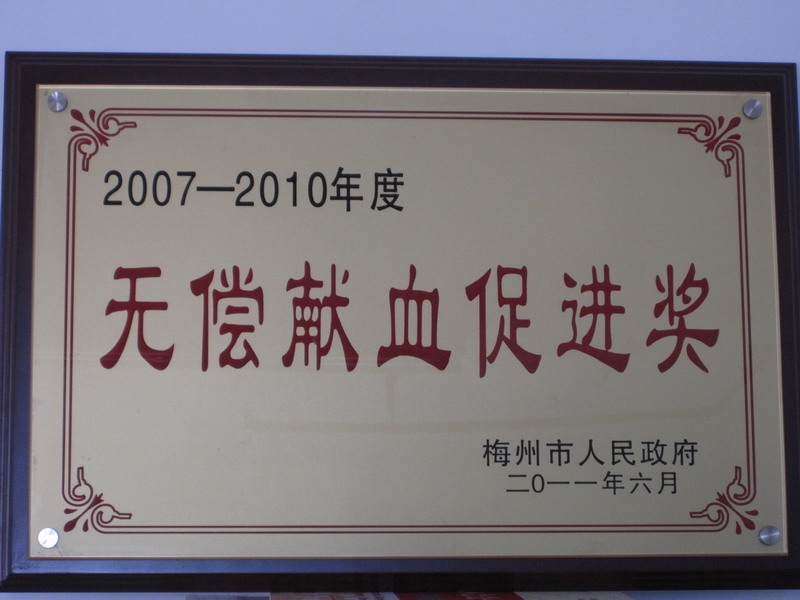 2007—2010年度
无偿献血促进奖
梅州市人民政府
二0一一年六月